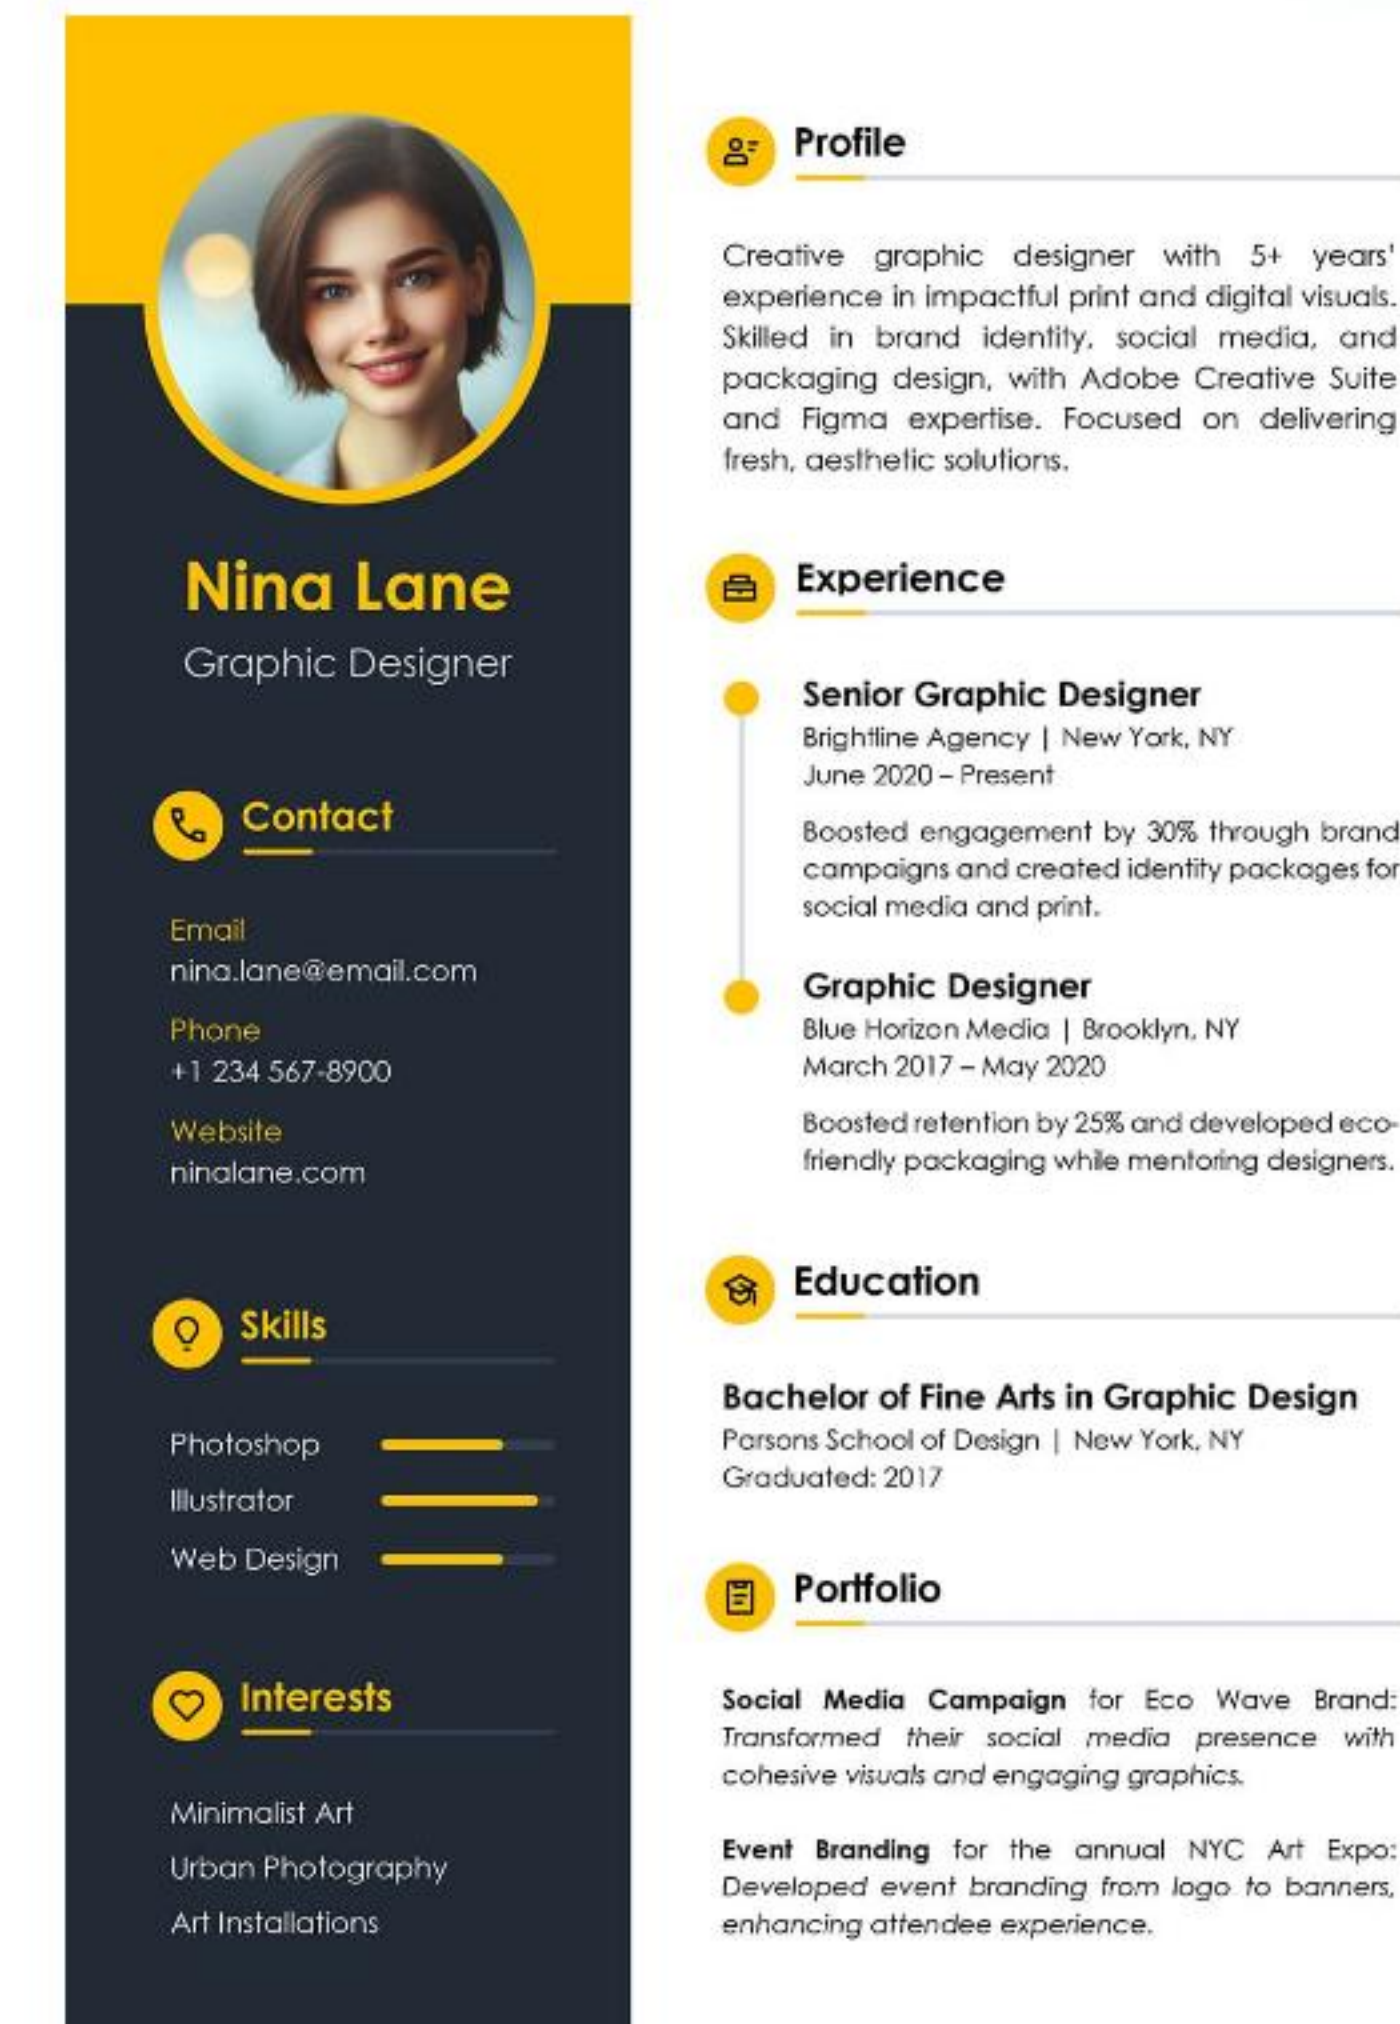 Nina Lane
Graphic Designer
Contact
Email
nina.lane@email.com
Phone
+1 234 567-8900
Website
ninalane.com
Skills
Photoshop
Illustrator
Web Design
Interests
Minimalist Art
Urban Photography
Art Installations
Profile
Creative graphic designer with 5+ years'
experience in impactful print and digital visuals.
Skilled in brand identity, social media, and
packaging design, with Adobe Creative Suite
and Figma expertise. Focused on delivering
fresh, aesthetic solutions.
Experience
Senior Graphic Designer
Brightline Agency | New York, NY
June 2020 – Present
Boosted engagement by 30% through brand
campaigns and created identity packages for
social media and print.
Graphic Designer
Blue Horizon Media | Brooklyn, NY
March 2017 – May 2020
Boosted retention by 25% and developed eco-
friendly packaging while mentoring designers.
Education
Bachelor of Fine Arts in Graphic Design
Parsons School of Design | New York, NY
Graduated: 2017
Portfolio
Social Media Campaign for Eco Wave Brand:
Transformed their social media presence with
cohesive visuals and engaging graphics.
Event Branding for the annual NYC Art Expo:
Developed event branding from logo to banners,
enhancing attendee experience.